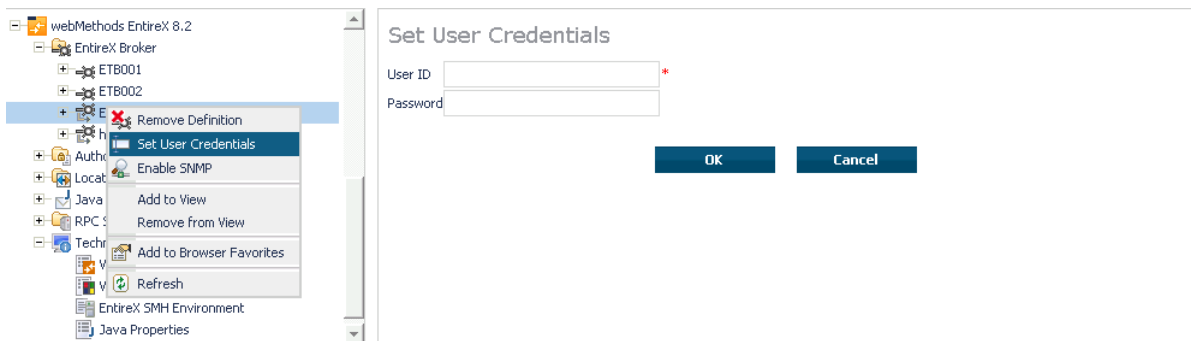 webMethods EntireX 8.2
EntireX Broker
ETB001
ETB002
Remove Definition
Set User Credentials
Enable SNMP
Add to View
Remove from View
Add to Browser Favorites
Refresh
Java
RPC
EntireX SMH Environment
Java Properties
Set User Credentials
User ID
*
Password
OK
Cancel